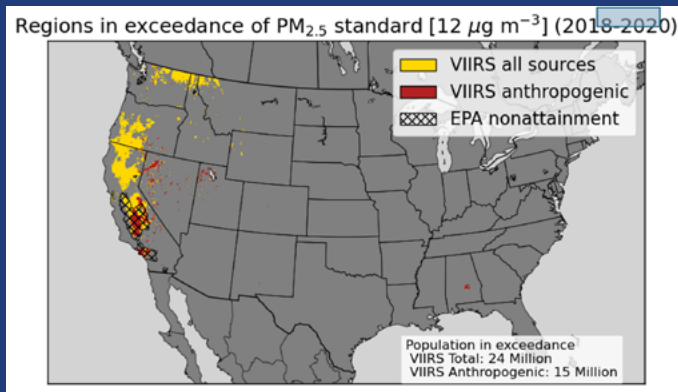 Regions in exceedance of PM₂.₅ standard [12 μg m⁻³] (2018-2020)
VIIRS all sources
VIIRS anthropogenic
EPA nonattainment
Population in exceedance
VIIRS Total: 24 Million
VIIRS Anthropogenic: 15 Million